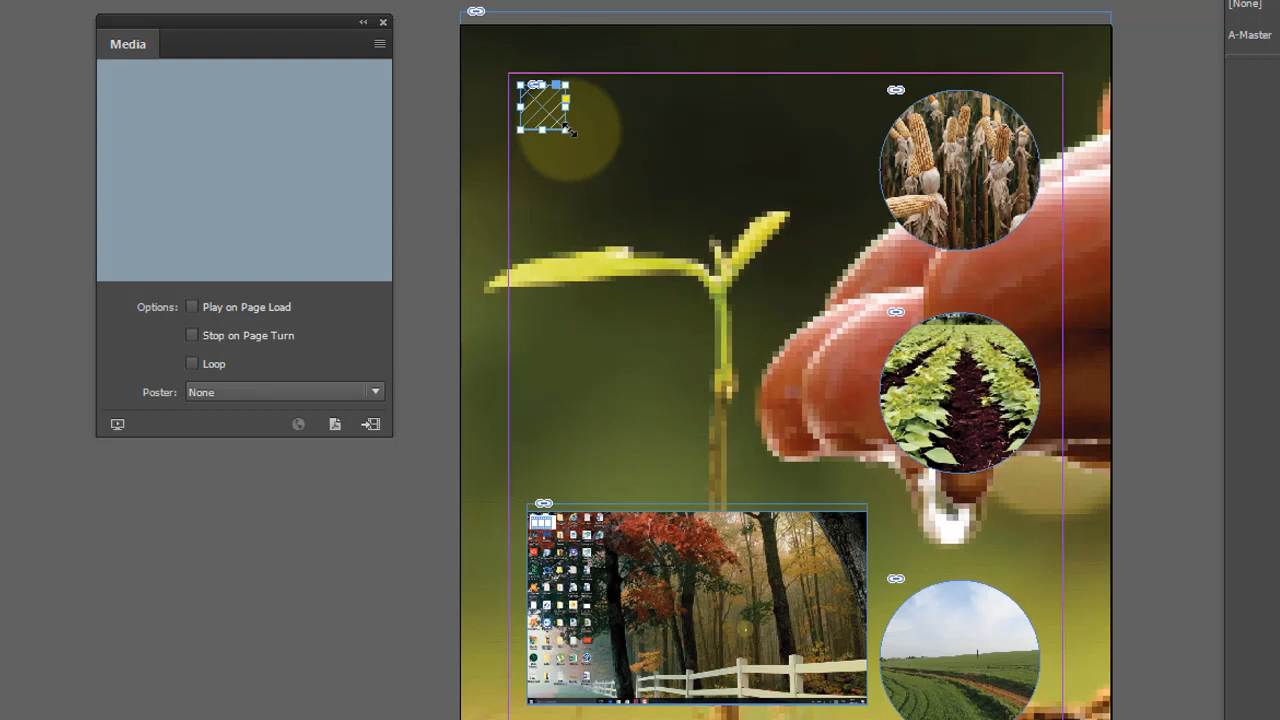 Media
Options:
Play on Page Load
Stop on Page Turn
Loop
Poster:
None
[None]
A-Master